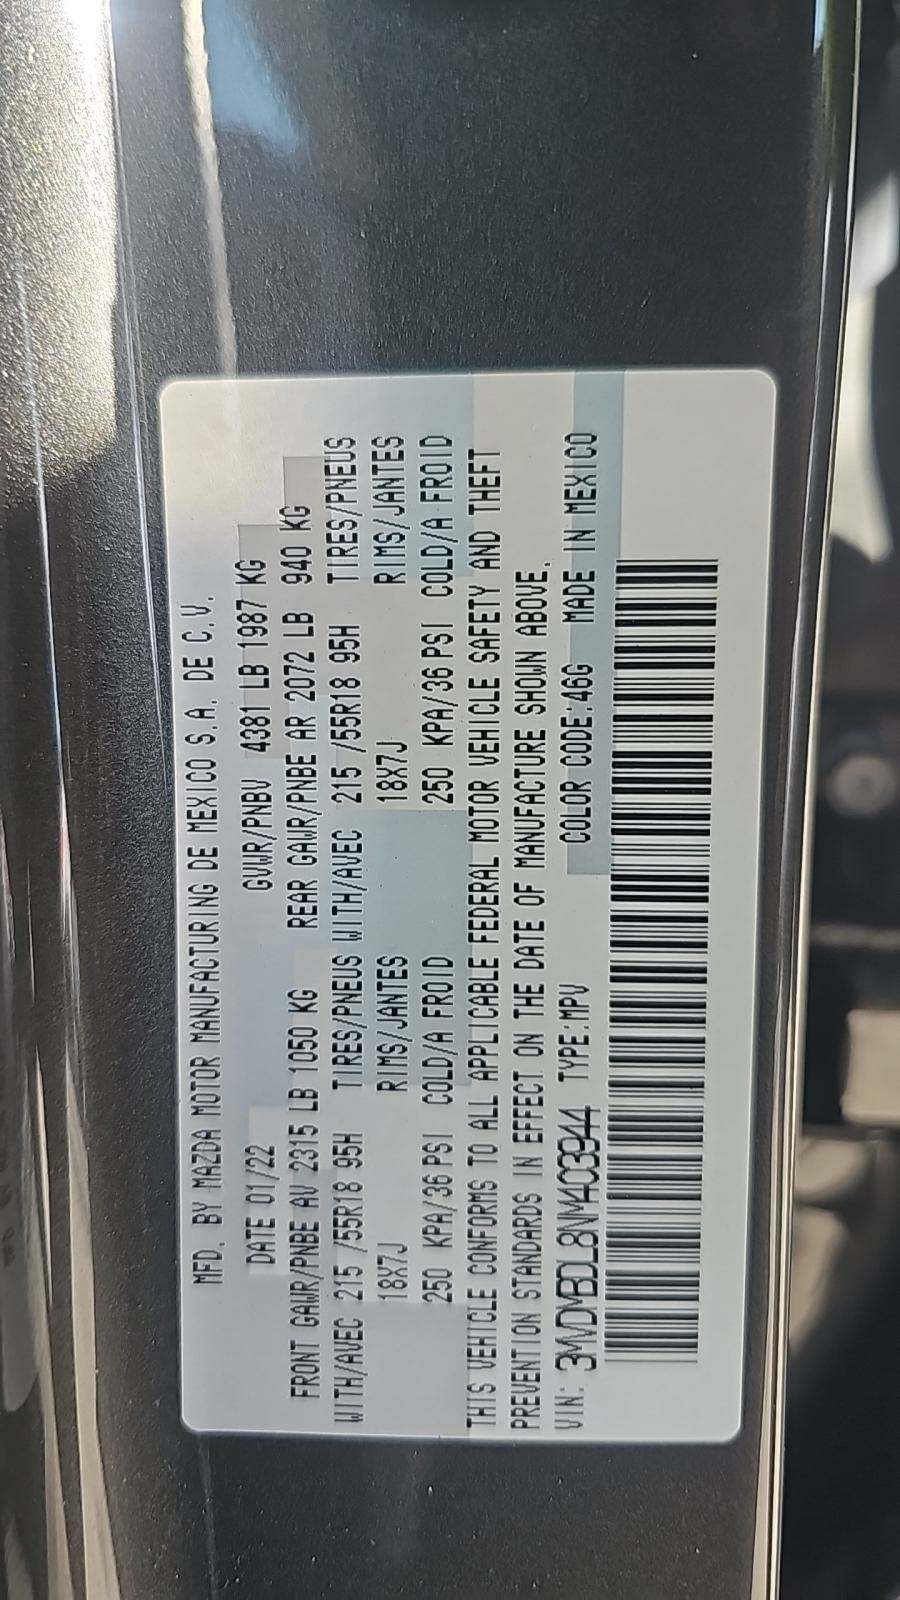 MFD. BY MAZDA MOTOR MANUFACTURING DE MEXICO S.A. DE C.V.
DATE 01/22 GVWR/PNBV 4381 LB 1987 KG
FRONT GAWR/PNBE AV 2315 LB 1050 KG REAR GAWR/PNBE AR 2072 LB 940 KG
WITH/AVEC 215 /55R18 95H TIRES/PNEUS WITH/AVEC 215 /55R18 95H TIRES/PNEUS
18X7J RIMS/JANTES 18X7J RIMS/JANTES
250 KPA/36 PSI COLD/A FROID 250 KPA/36 PSI COLD/A FROID
THIS VEHICLE CONFORMS TO ALL APPLICABLE FEDERAL MOTOR VEHICLE SAFETY AND THEFT
PREVENTION STANDARDS IN EFFECT ON THE DATE OF MANUFACTURE SHOWN ABOVE.
VIN: 3MVDMBDL8NM403944 TYPE:MPV COLOR CODE:46G MADE IN MEXICO